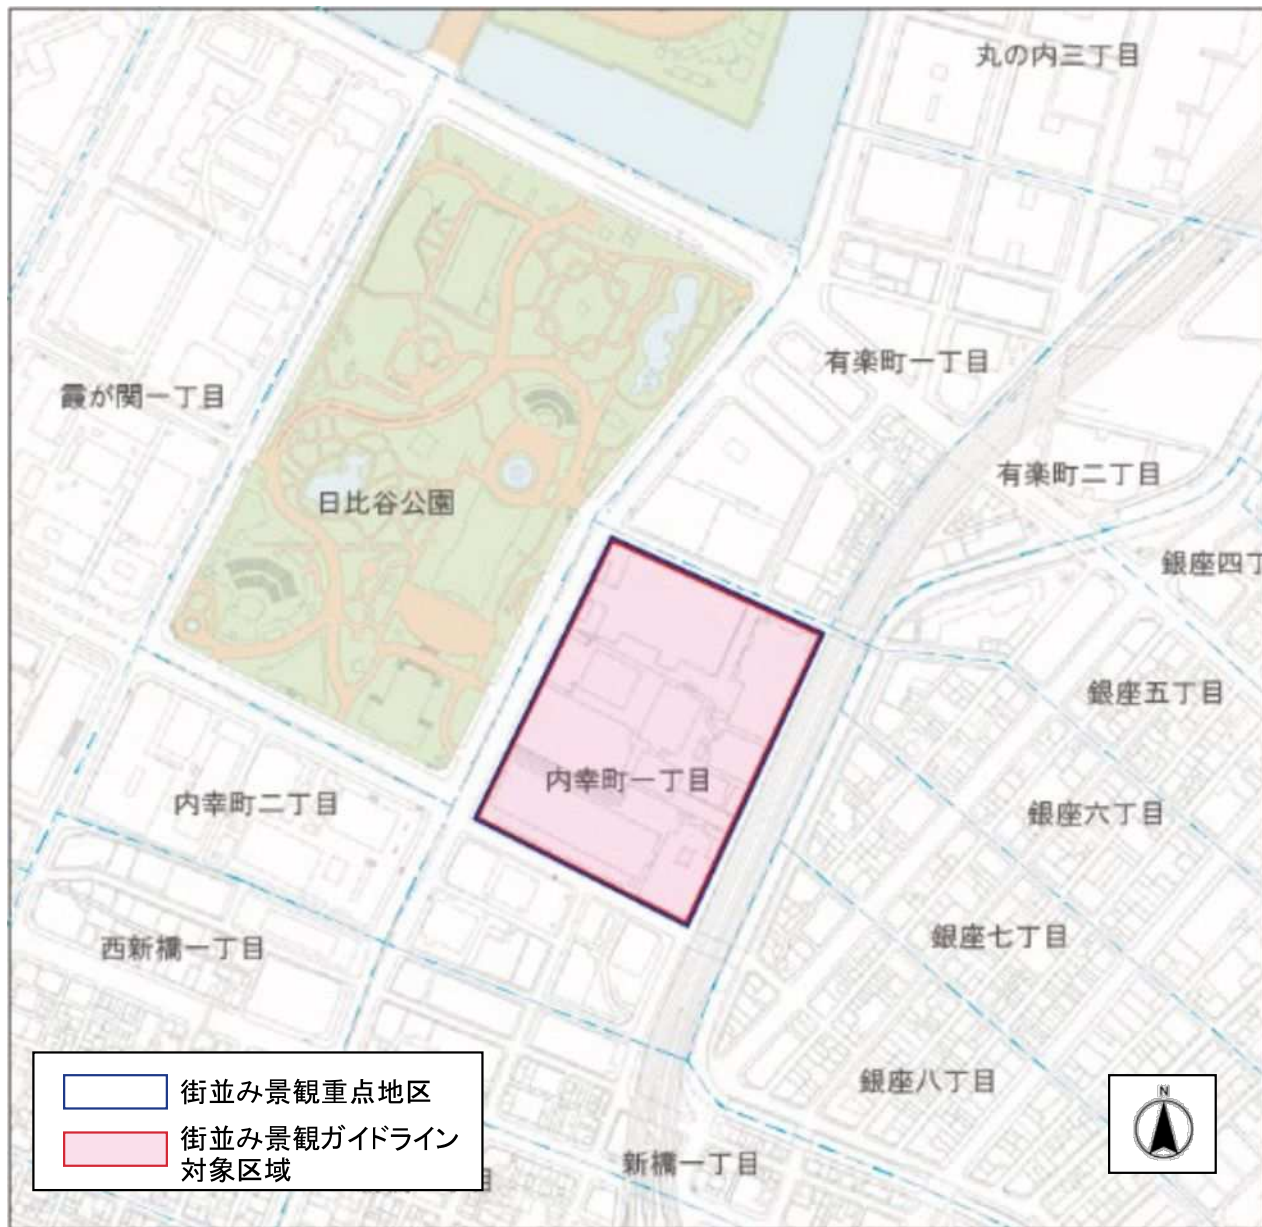 丸の内三丁目
有楽町一丁目
霞が関一丁目
有楽町二丁目
日比谷公園
銀座四丁
銀座五丁目
内幸町一丁目
内幸町二丁目
銀座六丁目
銀座七丁目
西新橋一丁目
銀座八丁目
新橋一丁目
街並み景観重点地区
街並み景観ガイドライン
対象区域
N
目